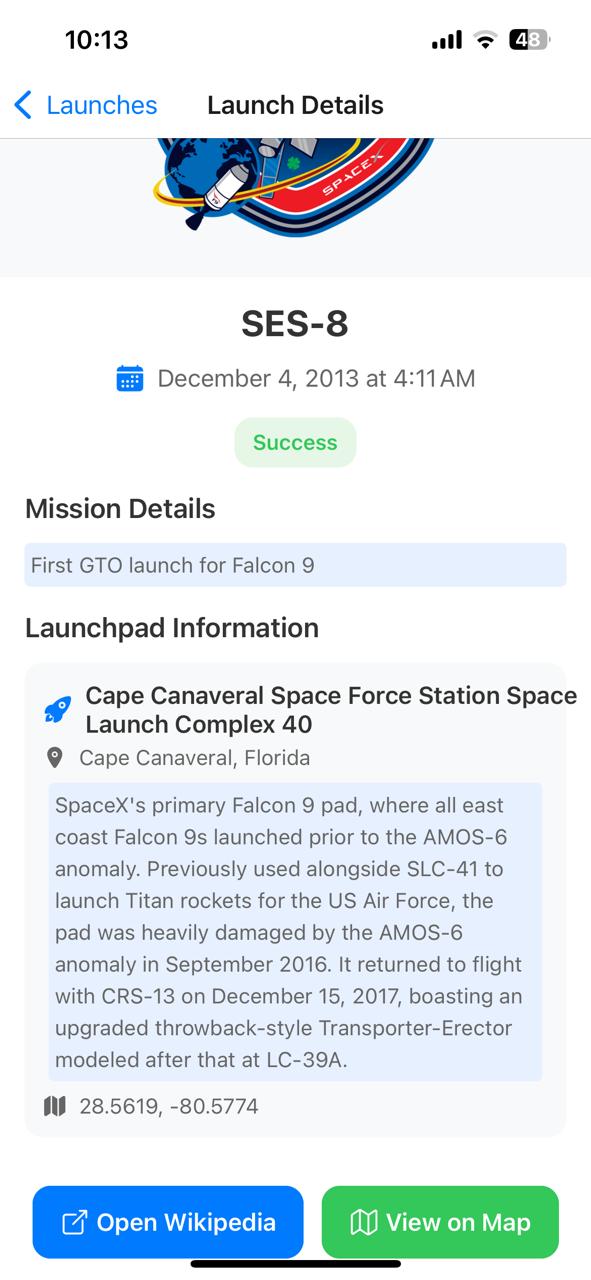 10:13
48
Launches
Launch Details
SPACEX
SES-8
December 4, 2013 at 4:11 AM
Success
Mission Details
First GTO launch for Falcon 9
Launchpad Information
Cape Canaveral Space Force Station Space
Launch Complex 40
Cape Canaveral, Florida
SpaceX's primary Falcon 9 pad, where all east
coast Falcon 9s launched prior to the AMOS-6
anomaly. Previously used alongside SLC-41 to
launch Titan rockets for the US Air Force, the
pad was heavily damaged by the AMOS-6
anomaly in September 2016. It returned to flight
with CRS-13 on December 15, 2017, boasting an
upgraded throwback-style Transporter-Erector
modeled after that at LC-39A.
28.5619, -80.5774
Open Wikipedia
View on Map